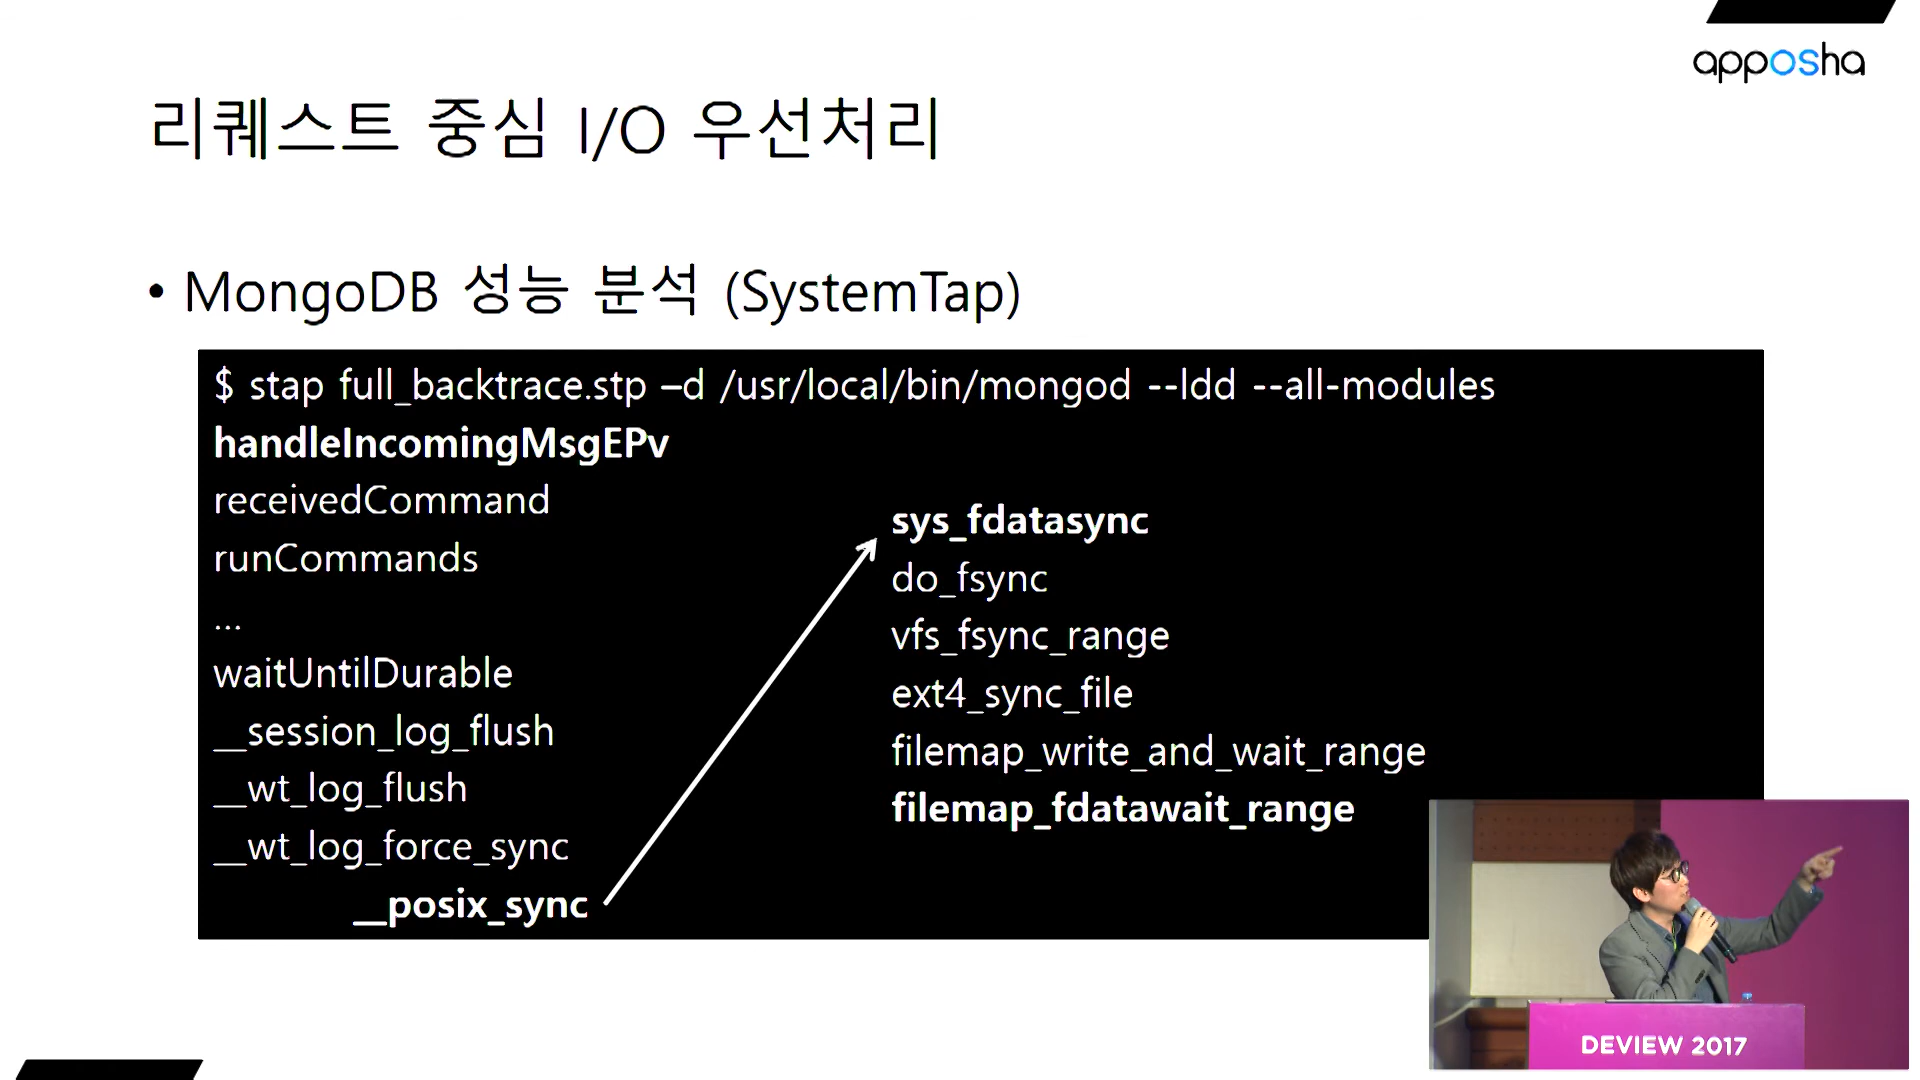 apposha
리퀘스트 중심 I/O 우선처리
• MongoDB 성능 분석 (SystemTap)
$ stap full_backtrace.stp –d /usr/local/bin/mongod --ldd --all-modules
handleIncomingMsgEPv
receivedCommand
runCommands
...
waitUntilDurable
__session_log_flush
__wt_log_flush
__wt_log_force_sync
__posix_sync
sys_fdatasync
do_fsync
vfs_fsync_range
ext4_sync_file
filemap_write_and_wait_range
filemap_fdatawait_range
DEVIEW 2017